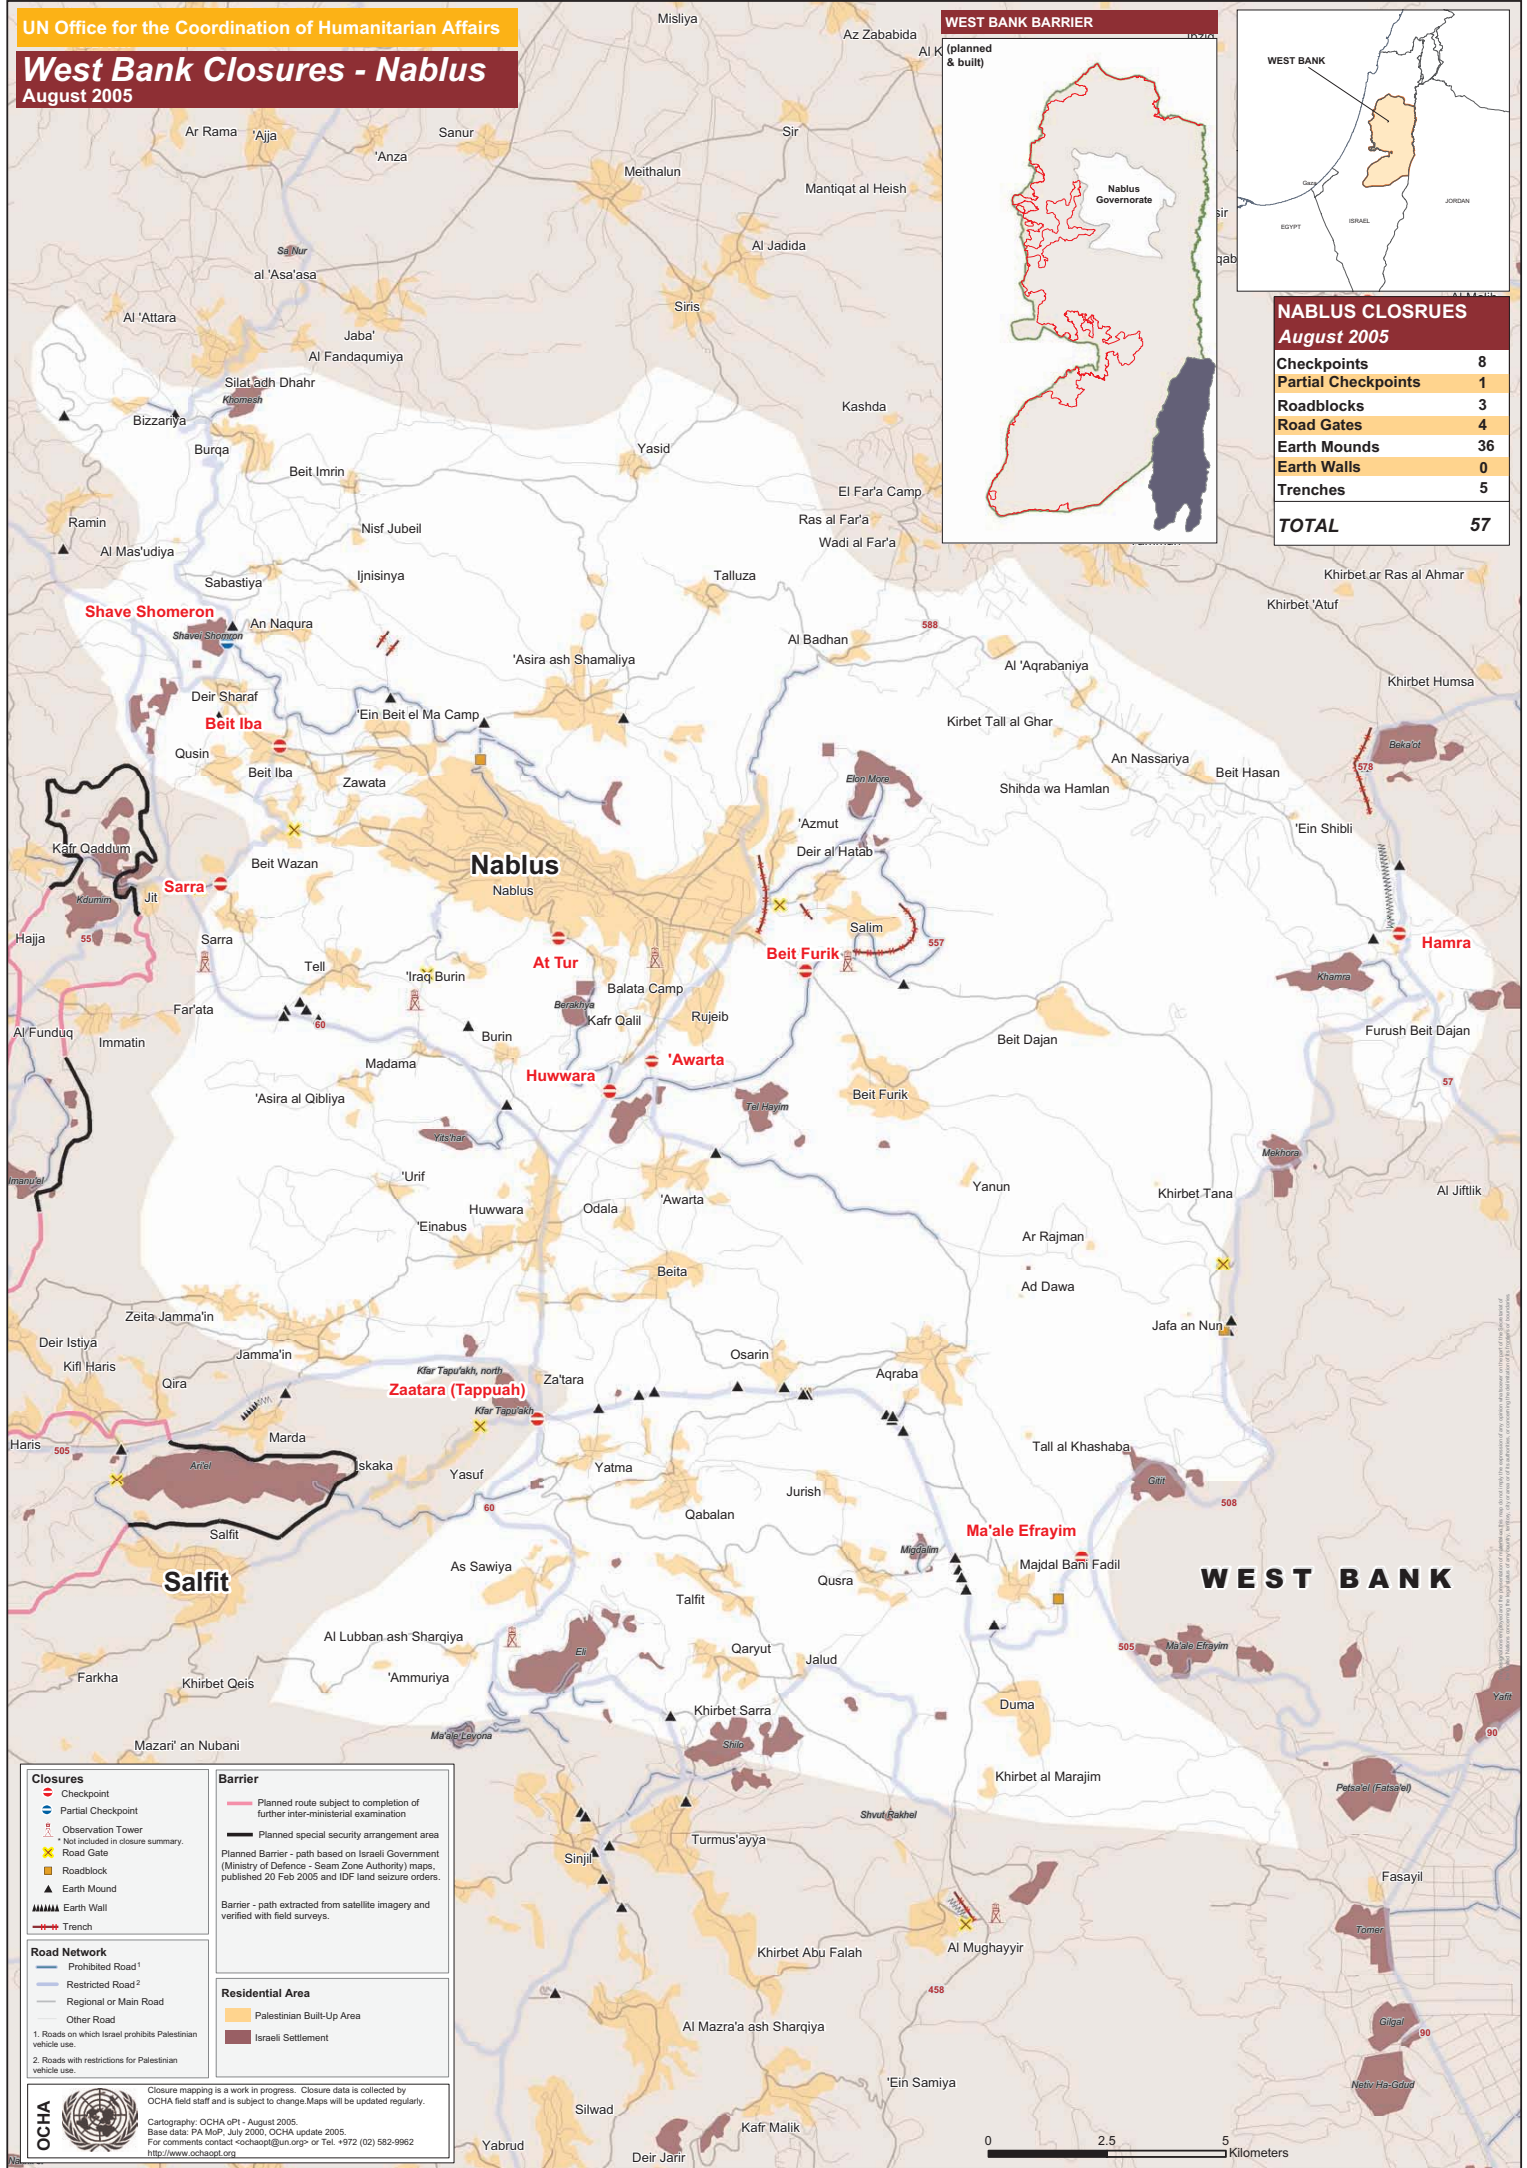 UN Office for the Coordination of Humanitarian Affairs
West Bank Closures - Nablus
August 2005
WEST BANK BARRIER
(planned
& built)
Nablus
Governorate
WEST BANK
Gaza
EGYPT
ISRAEL
JORDAN
NABLUS CLOSRUES
August 2005
Checkpoints 8
Partial Checkpoints 1
Roadblocks 3
Road Gates 4
Earth Mounds 36
Earth Walls 0
Trenches 5
TOTAL 57
Misliya
Az Zababida
Ar Rama
'Ajja
Sanur
'Anza
Sir
Meithalun
Mantiqat al Heish
Sa Nur
al 'Asa'asa
Al Jadida
Siris
Al 'Attara
Jaba'
Al Fandaqumiya
Silat adh Dhahr
Khomesh
Bizzariya
Kashda
Burqa
Yasid
Beit Imrin
El Far'a Camp
Ramin
Nisf Jubeil
Ras al Far'a
Wadi al Far'a
Al Mas'udiya
Sabastiya
Ijnisinya
Talluza
Khirbet ar Ras al Ahmar
Khirbet 'Atuf
Shave Shomeron
Shavei Shomron
An Naqura
588
Al Badhan
'Asira ash Shamaliya
Al 'Aqrabaniya
Khirbet Humsa
Deir Sharaf
Beit Iba
'Ein Beit el Ma Camp
Kirbet Tall al Ghar
Qusin
Beit Iba
Zawata
Elon More
An Nassariya
Beit Hasan
Beka'ot
578
Shihda wa Hamlan
'Azmut
Deir al Hatab
'Ein Shibli
Kafr Qaddum
Beit Wazan
Nablus
Nablus
Kdumim
Jit
Sarra
Hajja
55
Sarra
Salim
557
Hamra
At Tur
Beit Furik
Tell
'Iraq Burin
Balata Camp
Berakhya
Khamra
Far'ata
60
Kafr Qalil
Rujeib
Al Funduq
Immatin
Burin
Beit Dajan
Furush Beit Dajan
Madama
'Awarta
Huwwara
57
'Asira al Qibliya
Tel Hayim
Beit Furik
Yits'har
Mekhora
Imanu'el
'Urif
'Awarta
Yanun
Khirbet Tana
Al Jiftlik
Huwwara
Odala
'Einabus
Ar Rajman
Beita
Ad Dawa
Zeita Jamma'in
Jafa an Nun
Deir Istiya
Jamma'in
Osarin
Kifl Haris
Kfar Tapu'akh, north
Za'tara
Aqraba
Qira
Zaatara (Tappuah)
Kfar Tapu'akh
Haris
505
Marda
Tall al Khashaba
Ari'el
Iskaka
Yasuf
Yatma
Gitit
Jurish
60
508
Qabalan
Salfit
Ma'ale Efrayim
Migdalim
Majdal Bani Fadil
As Sawiya
Qusra
Salfit
WEST BANK
Talfit
Al Lubban ash Sharqiya
Eli
Qaryut
Jalud
505
Ma'ale Efrayim
Farkha
Khirbet Qeis
'Ammuriya
Yafit
Duma
Khirbet Sarra
Ma'ale Levona
Shilo
90
Mazari' an Nubani
Khirbet al Marajim
Petsa'el (Fatsa'el)
Shvut Rakhel
Turmus'ayya
Sinjil
Fasayil
Tomer
Khirbet Abu Falah
Al Mughayyir
458
Al Mazra'a ash Sharqiya
Gilgal
90
'Ein Samiya
Netiv Ha-Gdud
Silwad
Kafr Malik
Yabrud
Deir Jarir
0 2.5 5
Kilometers
Closures
Checkpoint
Partial Checkpoint
Observation Tower
* Not included in closure summary.
Road Gate
Roadblock
Earth Mound
Earth Wall
Trench
Road Network
Prohibited Road 1
Restricted Road 2
Regional or Main Road
Other Road
1. Roads on which Israel prohibits Palestinian
vehicle use.
2. Roads with restrictions for Palestinian
vehicle use.
Barrier
Planned route subject to completion of
further inter-ministerial examination
Planned special security arrangement area
Planned Barrier - path based on Israeli Government
(Ministry of Defence - Seam Zone Authority) maps,
published 20 Feb 2005 and IDF land seizure orders.
Barrier - path extracted from satellite imagery and
verified with field surveys.
Residential Area
Palestinian Built-Up Area
Israeli Settlement
OCHA
Closure mapping is a work in progress. Closure data is collected by
OCHA field staff and is subject to change.Maps will be updated regularly.
Cartography: OCHA oPt - August 2005.
Base data: PA MoP, July 2000, OCHA update 2005.
For comments contact <ochaopt@un.org> or Tel. +972 (02) 582-9962
http://www.ochaopt.org